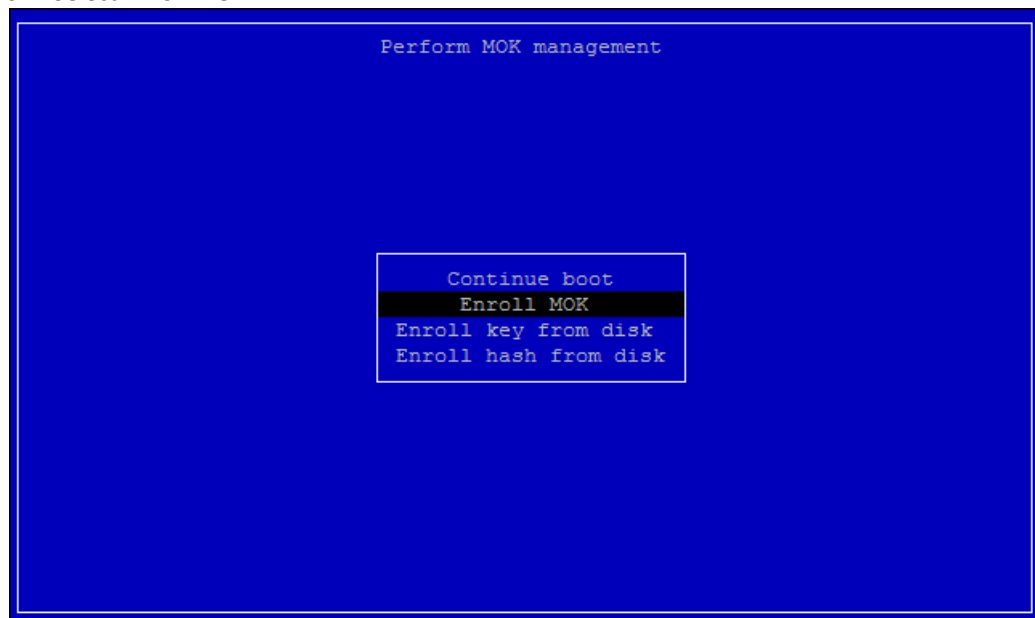 Perform MOK management
Continue boot
Enroll MOK
Enroll key from disk
Enroll hash from disk